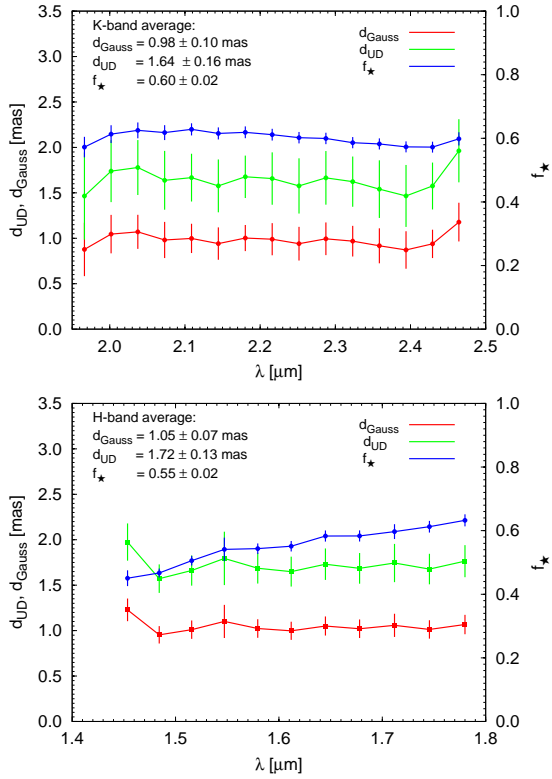 K-band average:
d_Gauss = 0.98 ± 0.10 mas
d_UD = 1.64 ± 0.16 mas
f_★ = 0.60 ± 0.02
d_Gauss
d_UD
f_★
3.5
3.0
2.5
2.0
1.5
1.0
0.5
0.0
d_UD, d_Gauss [mas]
1.0
0.8
0.6
0.4
0.2
0.0
f_★
2.0 2.1 2.2 2.3 2.4 2.5
λ [μm]
H-band average:
d_Gauss = 1.05 ± 0.07 mas
d_UD = 1.72 ± 0.13 mas
f_★ = 0.55 ± 0.02
d_Gauss
d_UD
f_★
3.5
3.0
2.5
2.0
1.5
1.0
0.5
0.0
d_UD, d_Gauss [mas]
1.0
0.8
0.6
0.4
0.2
0.0
f_★
1.4 1.5 1.6 1.7 1.8
λ [μm]